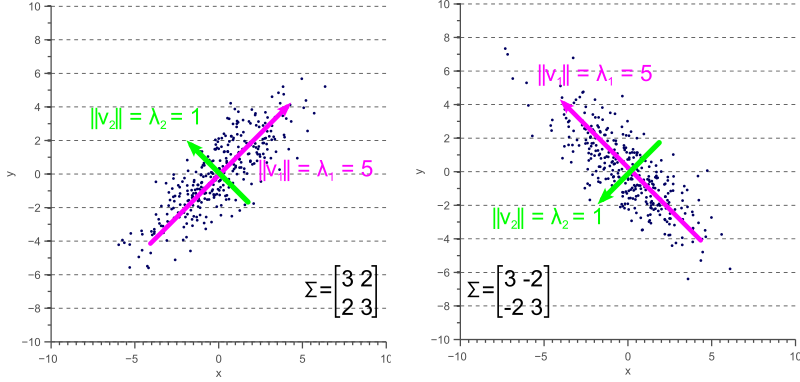 10
8
6
4
2
0
−2
−4
−6
−8
−10
y
−10 −5 0 5 10
x
||v₂|| = λ₂ = 1
||v₁|| = λ₁ = 5
Σ = [3 2
2 3]
10
8
6
4
2
0
−2
−4
−6
−8
−10
y
−10 −5 0 5 10
x
||v₁|| = λ₁ = 5
||v₂|| = λ₂ = 1
Σ = [3 -2
-2 3]